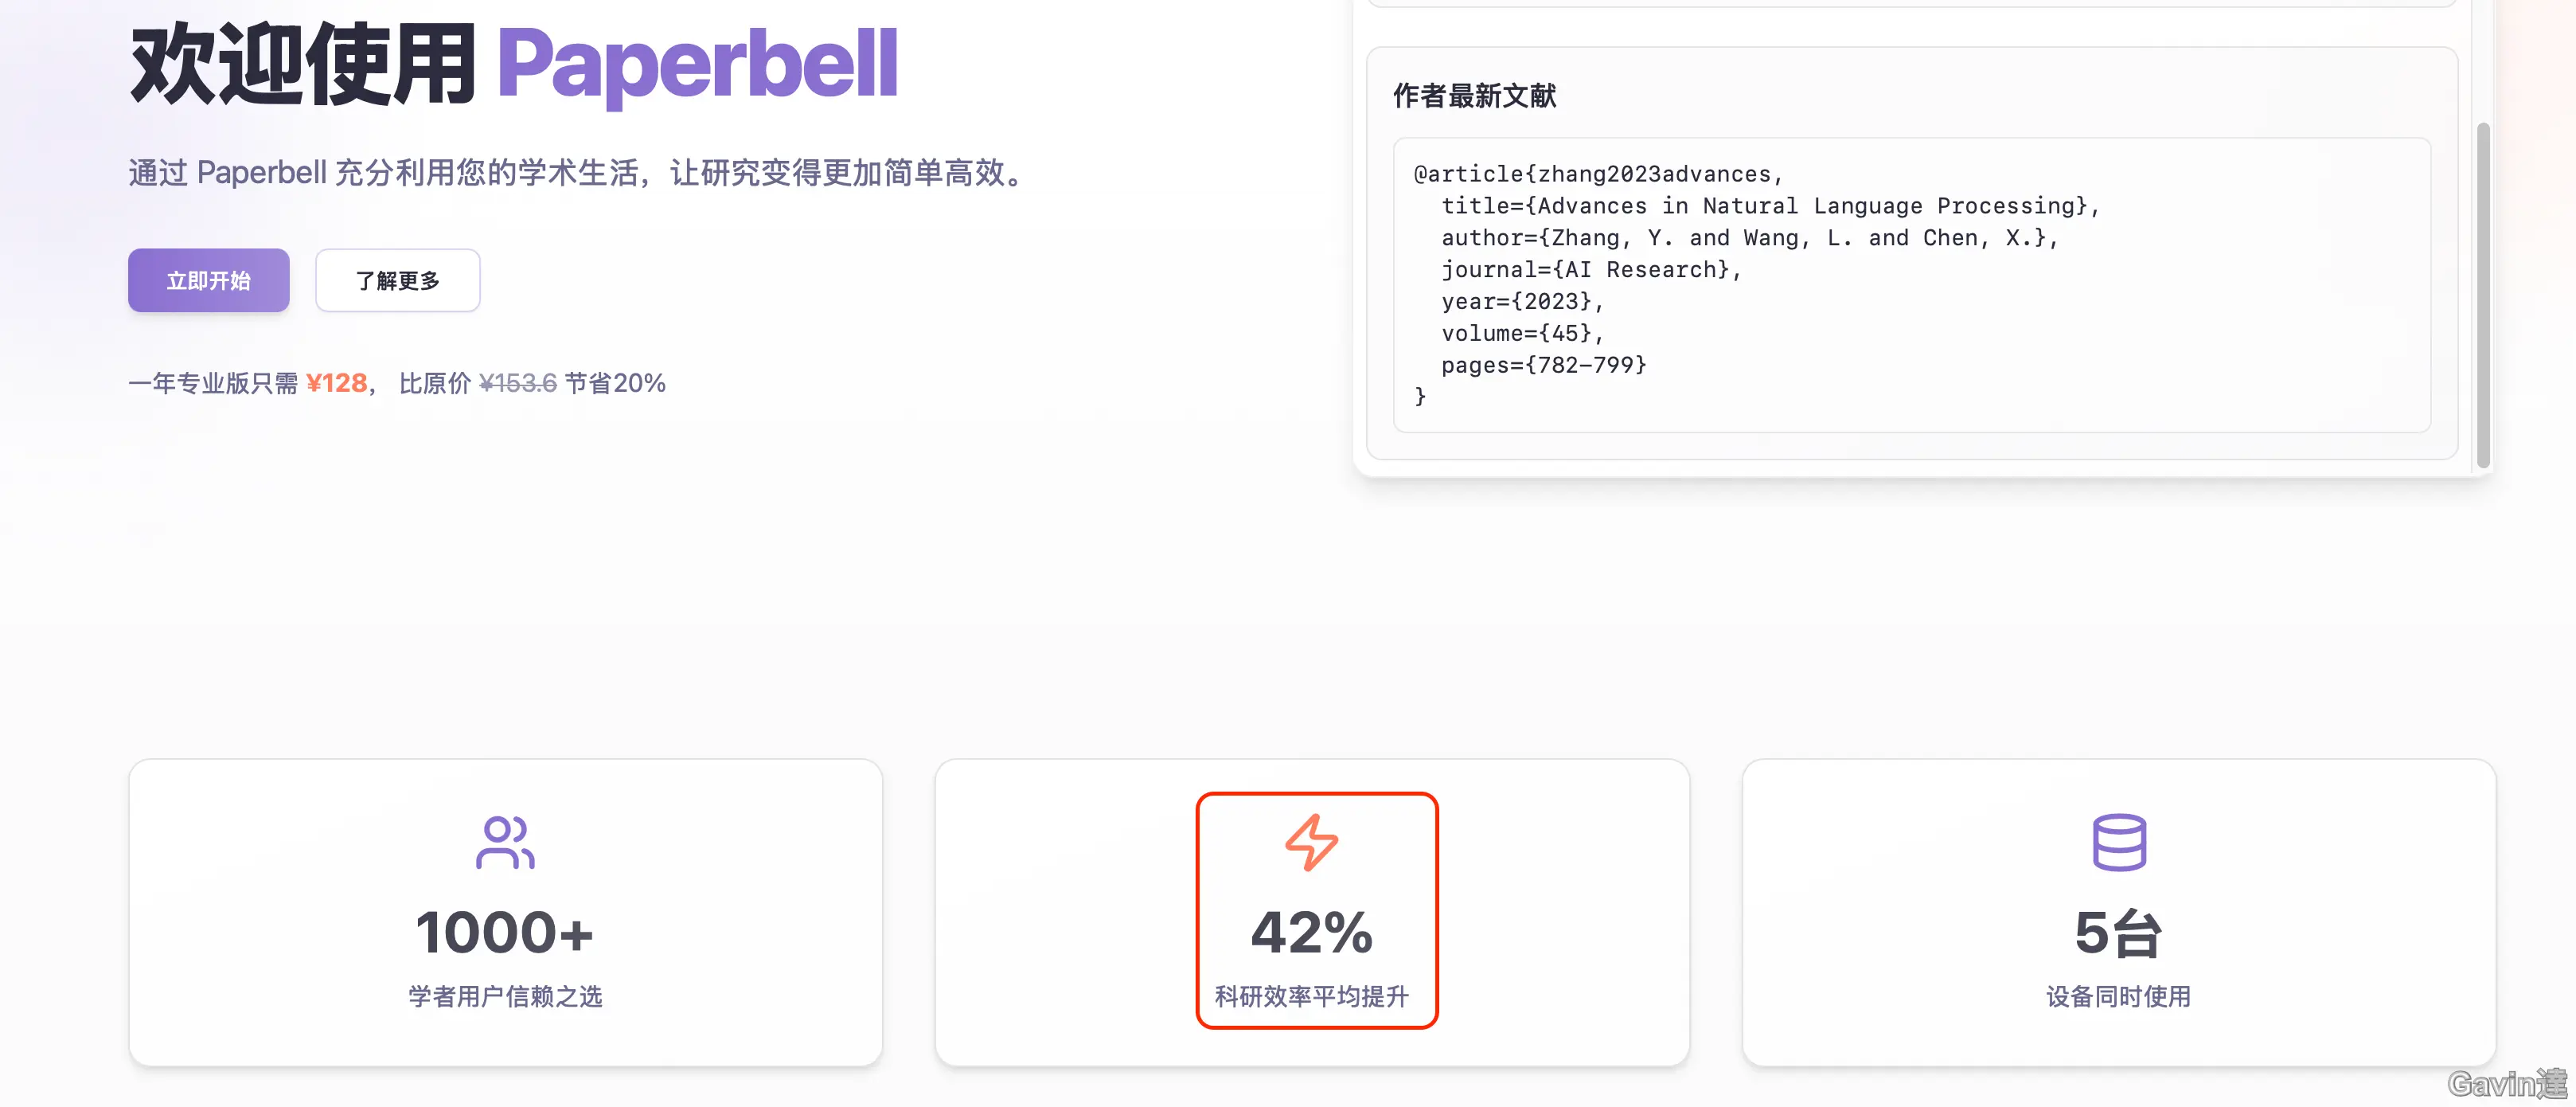 欢迎使用 Paperbell
通过 Paperbell 充分利用您的学术生活，让研究变得更加简单高效。
立即开始
了解更多
一年专业版只需 ¥128， 比原价 ¥153.6 节省20%
作者最新文献
@article{zhang2023advances,
  title={Advances in Natural Language Processing},
  author={Zhang, Y. and Wang, L. and Chen, X.},
  journal={AI Research},
  year={2023},
  volume={45},
  pages={782-799}
}
1000+
学者用户信赖之选
42%
科研效率平均提升
5台
设备同时使用
Gavin達